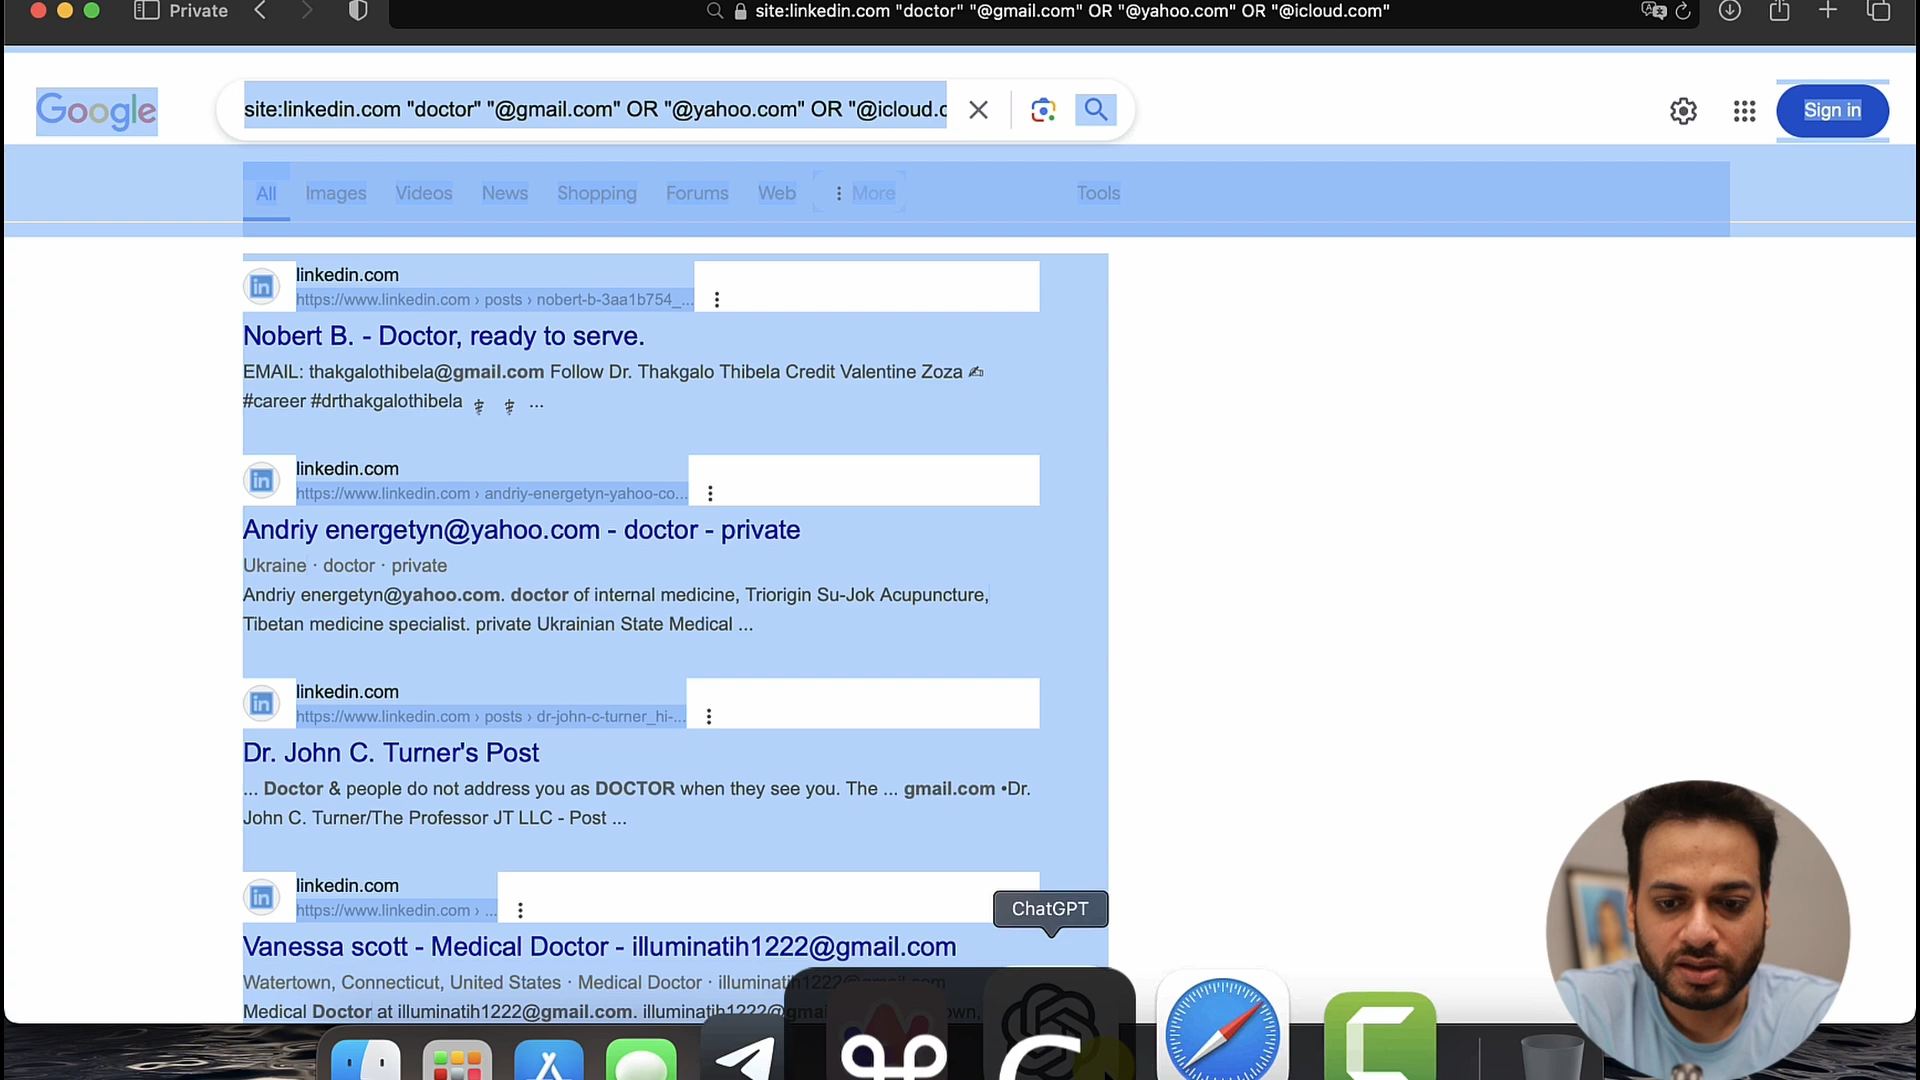 Private
site:linkedin.com "doctor" "@gmail.com" OR "@yahoo.com" OR "@icloud.com"
Google
site:linkedin.com "doctor" "@gmail.com" OR "@yahoo.com" OR "@icloud.c
Sign in
All Images Videos News Shopping Forums Web More Tools
linkedin.com
https://www.linkedin.com › posts › nobert-b-3aa1b754_...
Nobert B. - Doctor, ready to serve.
EMAIL: thakgalothibela@gmail.com Follow Dr. Thakgalo Thibela Credit Valentine Zoza ✍
#career #drthakgalothibela ⚕ ⚕ ...
linkedin.com
https://www.linkedin.com › andriy-energetyn-yahoo-co...
Andriy energetyn@yahoo.com - doctor - private
Ukraine · doctor · private
Andriy energetyn@yahoo.com. doctor of internal medicine, Triorigin Su-Jok Acupuncture,
Tibetan medicine specialist. private Ukrainian State Medical ...
linkedin.com
https://www.linkedin.com › posts › dr-john-c-turner_hi-...
Dr. John C. Turner's Post
... Doctor & people do not address you as DOCTOR when they see you. The ... gmail.com •Dr.
John C. Turner/The Professor JT LLC - Post ...
linkedin.com
https://www.linkedin.com › ...
ChatGPT
Vanessa scott - Medical Doctor - illuminatih1222@gmail.com
Watertown, Connecticut, United States · Medical Doctor · illuminatih1222@gmail.com
Medical Doctor at illuminatih1222@gmail.com. illuminatih1222@gmai
⌘ C